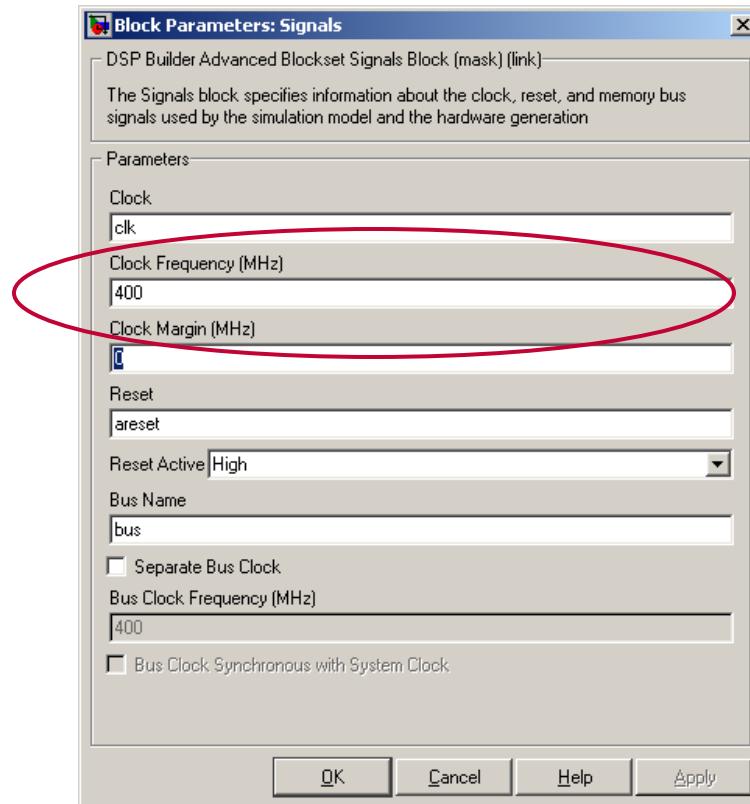 Block Parameters: Signals
DSP Builder Advanced Blockset Signals Block (mask) (link)
The Signals block specifies information about the clock, reset, and memory bus
signals used by the simulation model and the hardware generation
Parameters
Clock
clk
Clock Frequency (MHz)
400
Clock Margin (MHz)
0
Reset
areset
Reset Active High
Bus Name
bus
Separate Bus Clock
Bus Clock Frequency (MHz)
400
Bus Clock Synchronous with System Clock
OK Cancel Help Apply